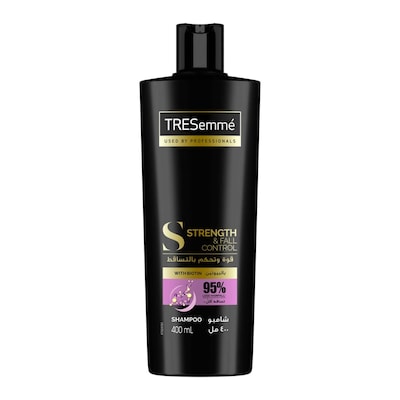 TRESemmé
USED BY PROFESSIONALS
S STRENGTH
& FALL
CONTROL
قوة وتحكم بالتساقط
WITH BIOTIN بالبيوتين
95%
SHAMPOO شامبو
400 mL ٤٠٠ مل